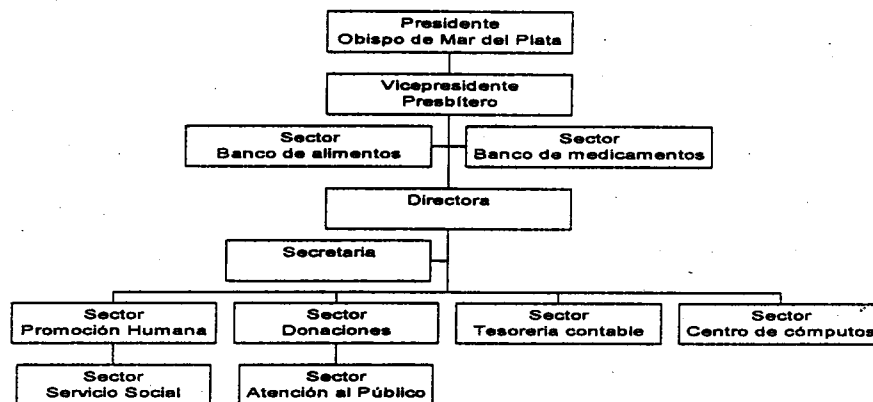 Presidente
Obispo de Mar del Plata
Vicepresidente
Presbítero
Sector
Banco de alimentos
Sector
Banco de medicamentos
Directora
Secretaria
Sector
Promoción Humana
Sector
Donaciones
Sector
Tesorería contable
Sector
Centro de cómputos
Sector
Servicio Social
Sector
Atención al Público